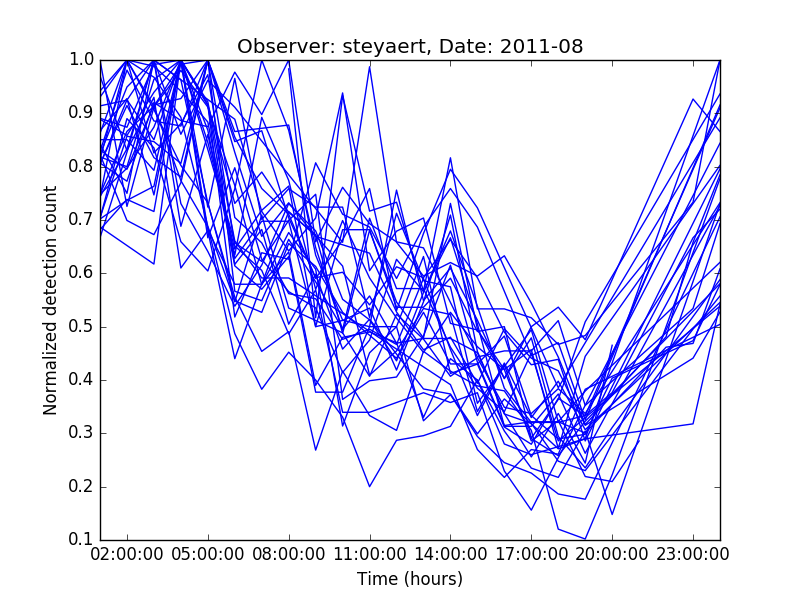 Observer: steyaert, Date: 2011-08
Normalized detection count
1.0
0.9
0.8
0.7
0.6
0.5
0.4
0.3
0.2
0.1
02:00:00 05:00:00 08:00:00 11:00:00 14:00:00 17:00:00 20:00:00 23:00:00
Time (hours)